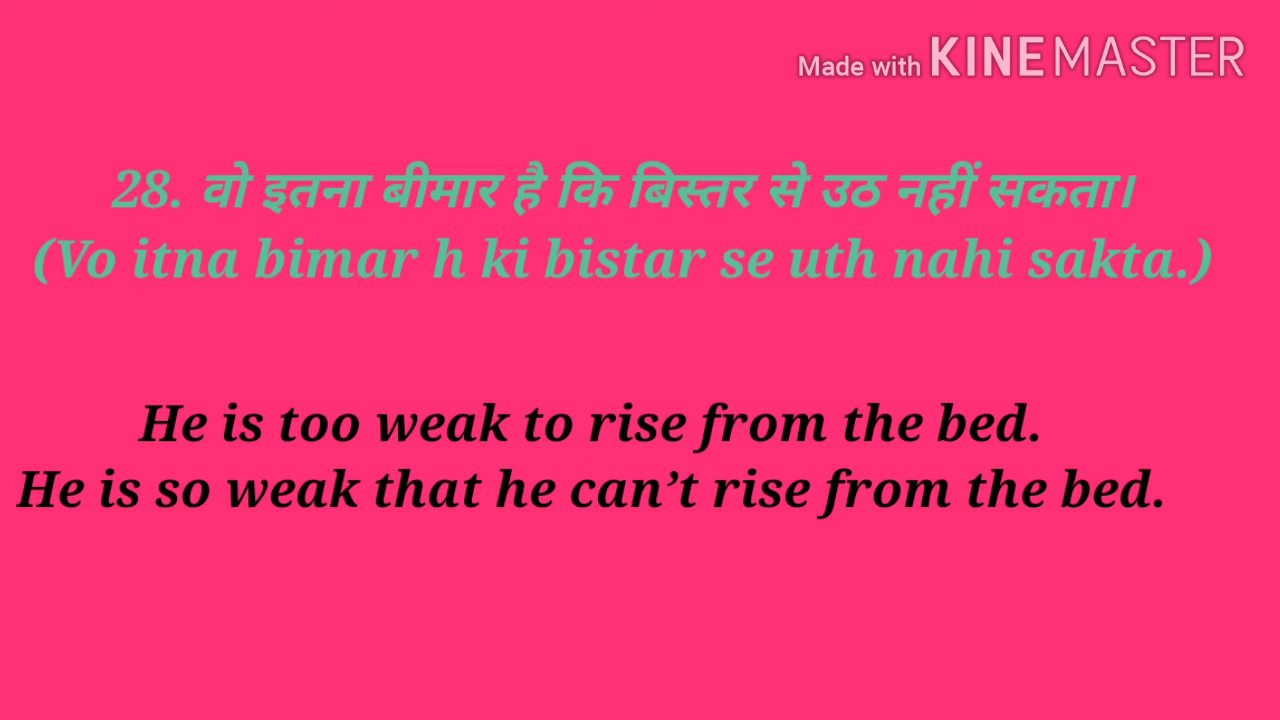 Made with KINEMASTER
28. वो इतना बीमार है कि बिस्तर से उठ नहीं सकता।
(Vo itna bimar h ki bistar se uth nahi sakta.)
He is too weak to rise from the bed.
He is so weak that he can’t rise from the bed.